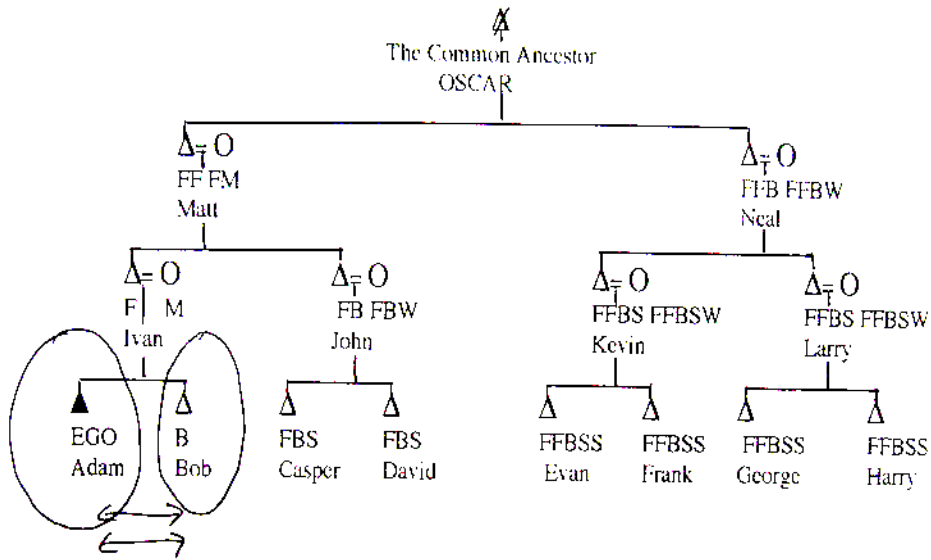 The Common Ancestor
OSCAR
FF FM
Matt
FFB FFBW
Neal
F M
Ivan
FB FBW
John
FFBS FFBSW
Kevin
FFBS FFBSW
Larry
EGO
Adam
B
Bob
FBS
Casper
FBS
David
FFBSS
Evan
FFBSS
Frank
FFBSS
George
FFBSS
Harry